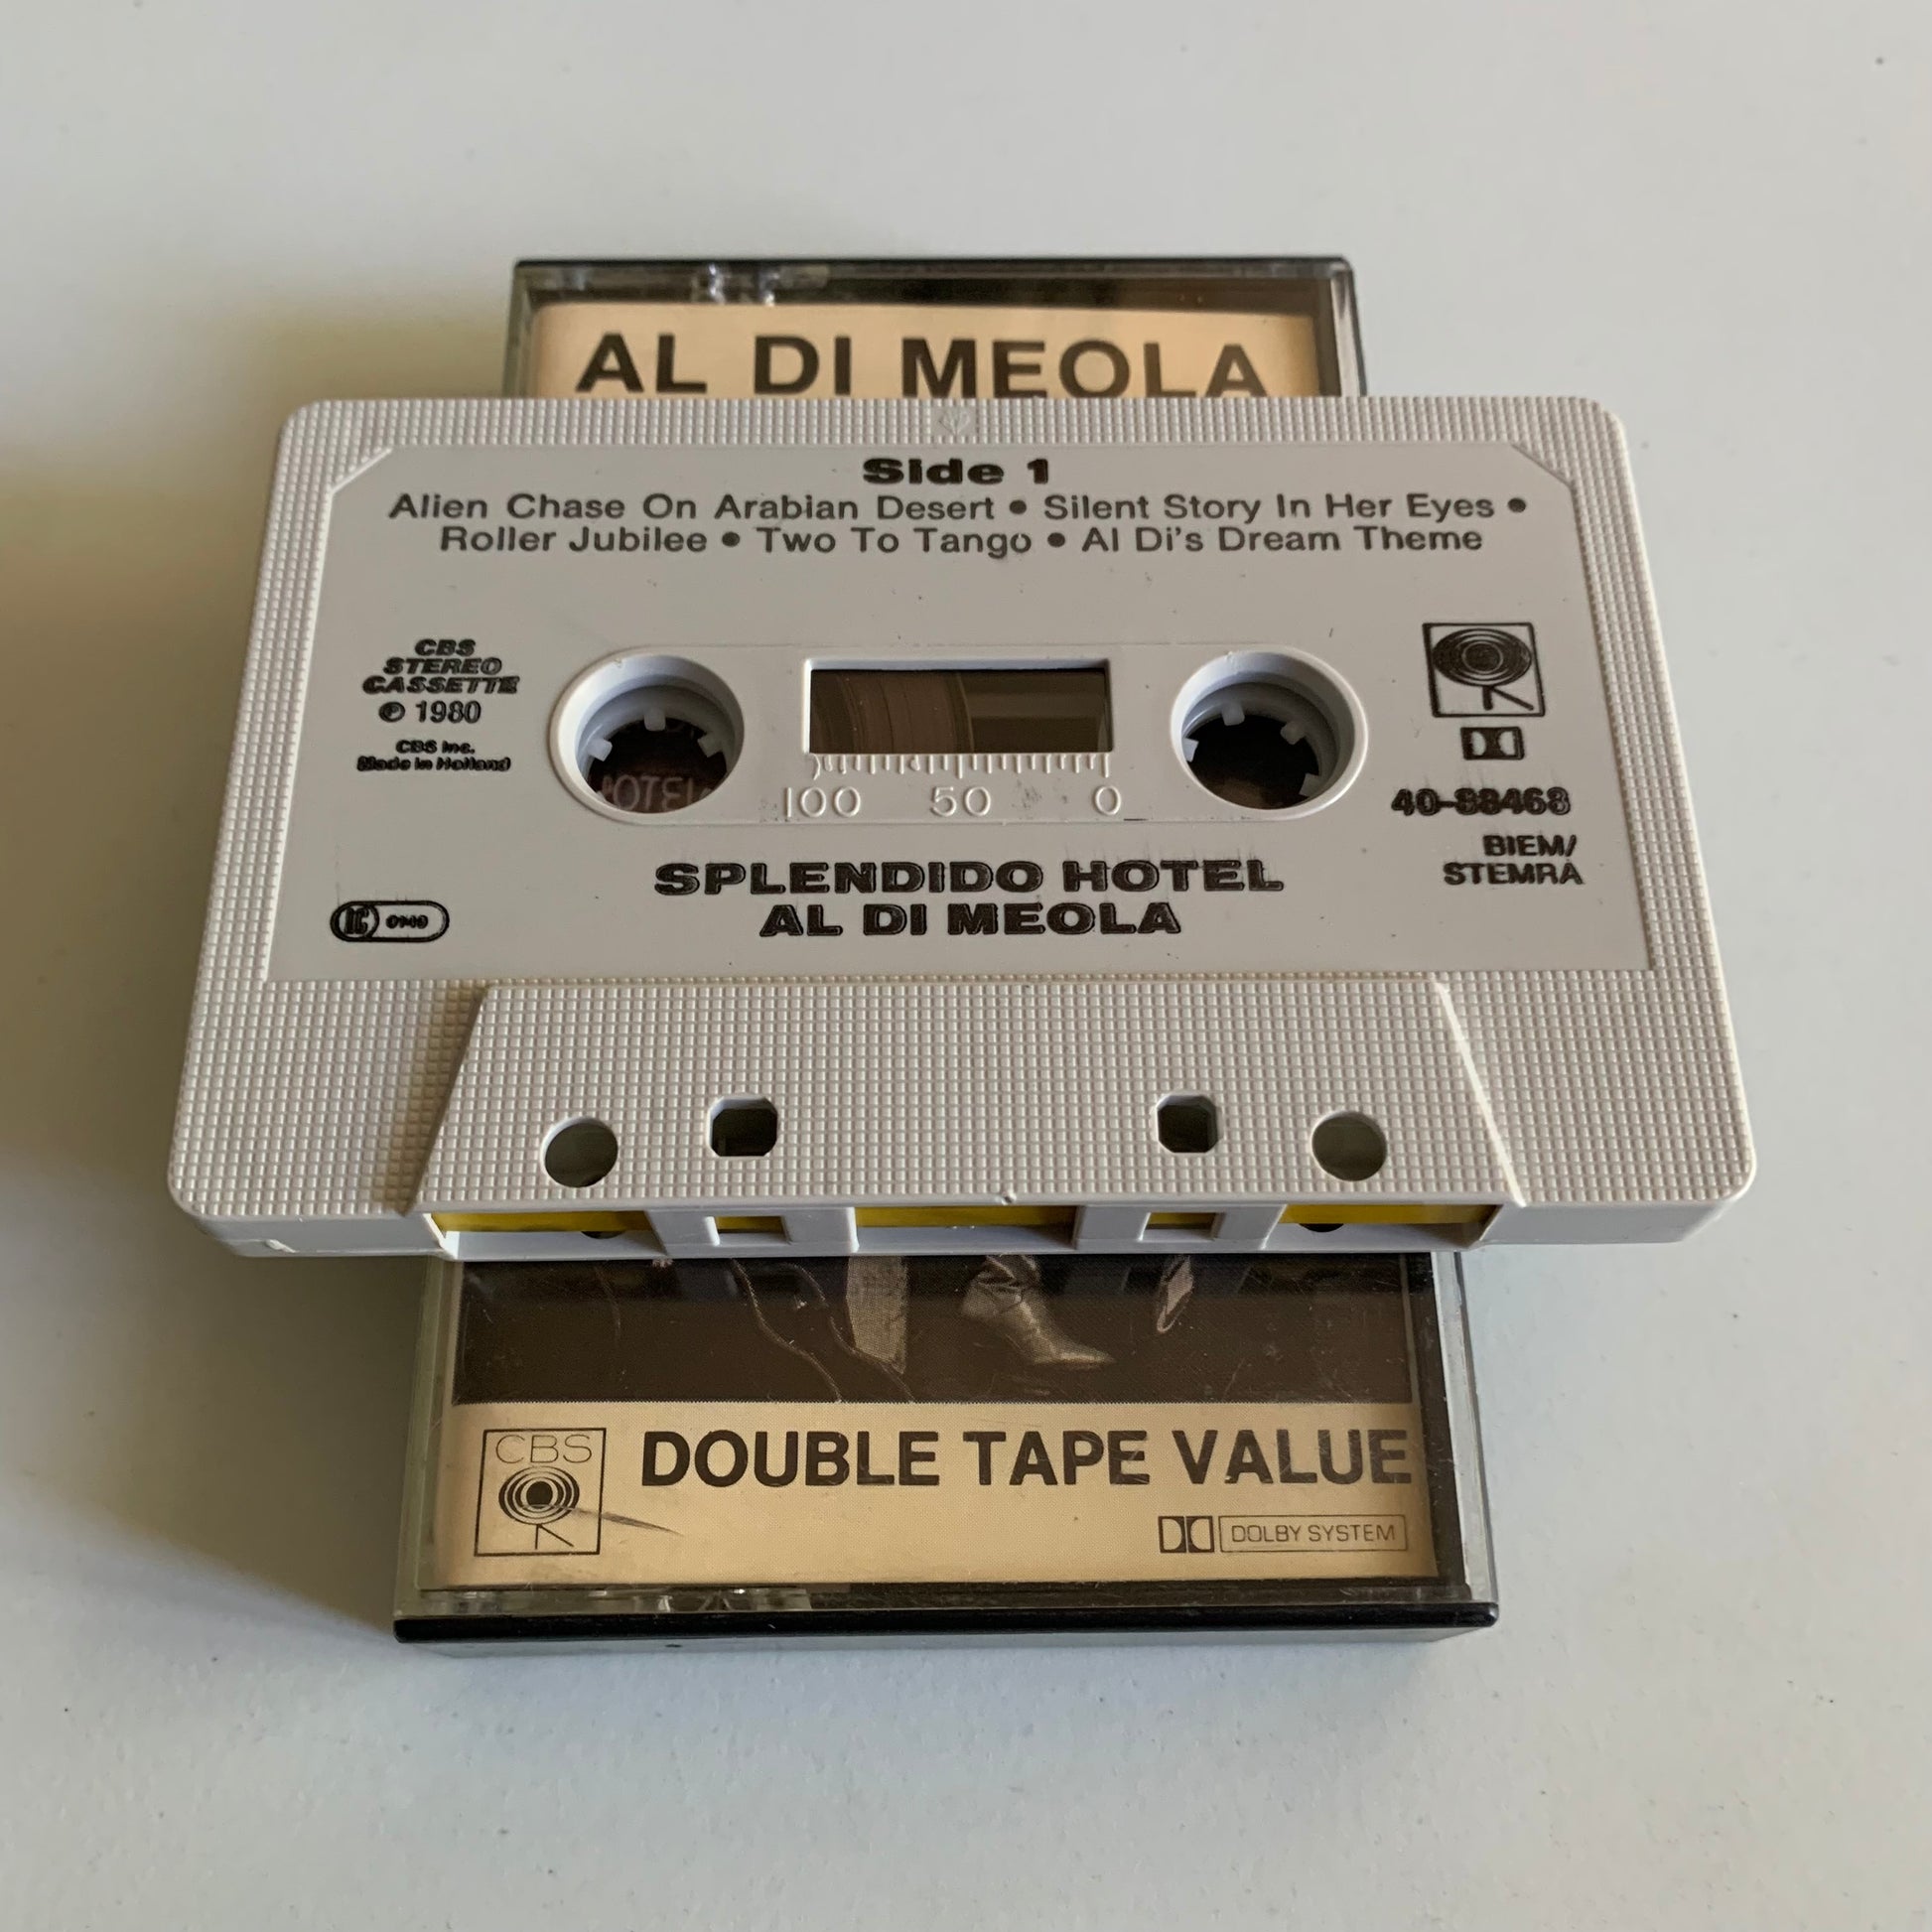 AL DI MEOLA
Side 1
Alien Chase On Arabian Desert • Silent Story In Her Eyes •
Roller Jubilee • Two To Tango • Al Di's Dream Theme
CBS
STEREO
CASSETTE
℗ 1980
CBS Inc.
Made in Holland
HOTEL
100 50 0
40-88468
BIEM/
STEMRA
SPLENDIDO HOTEL
AL DI MEOLA
CBS
DOUBLE TAPE VALUE
DOLBY SYSTEM